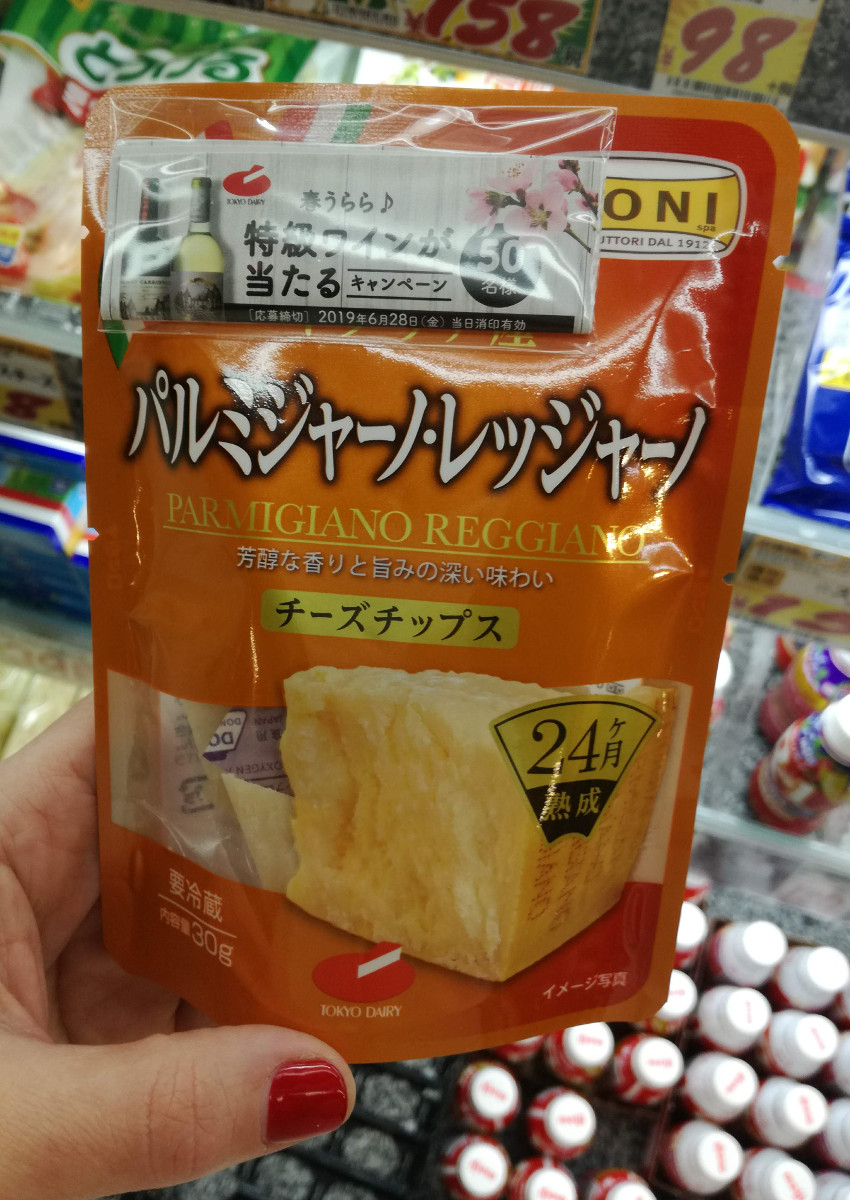 158
98
TOKYO DAIRY
春うらら♪
特級ワインが
当たるキャンペーン
50
名様
[応募締切] 2019年6月28日(金) 当日消印有効
ONI
spa
UTTORI DAL 1912
パルミジャーノ・レッジャーノ
PARMIGIANO REGGIANO
芳醇な香りと旨みの深い味わい
チーズチップス
24ヶ月
熟成
要冷蔵
内容量30g
TOKYO DAIRY
イメージ写真